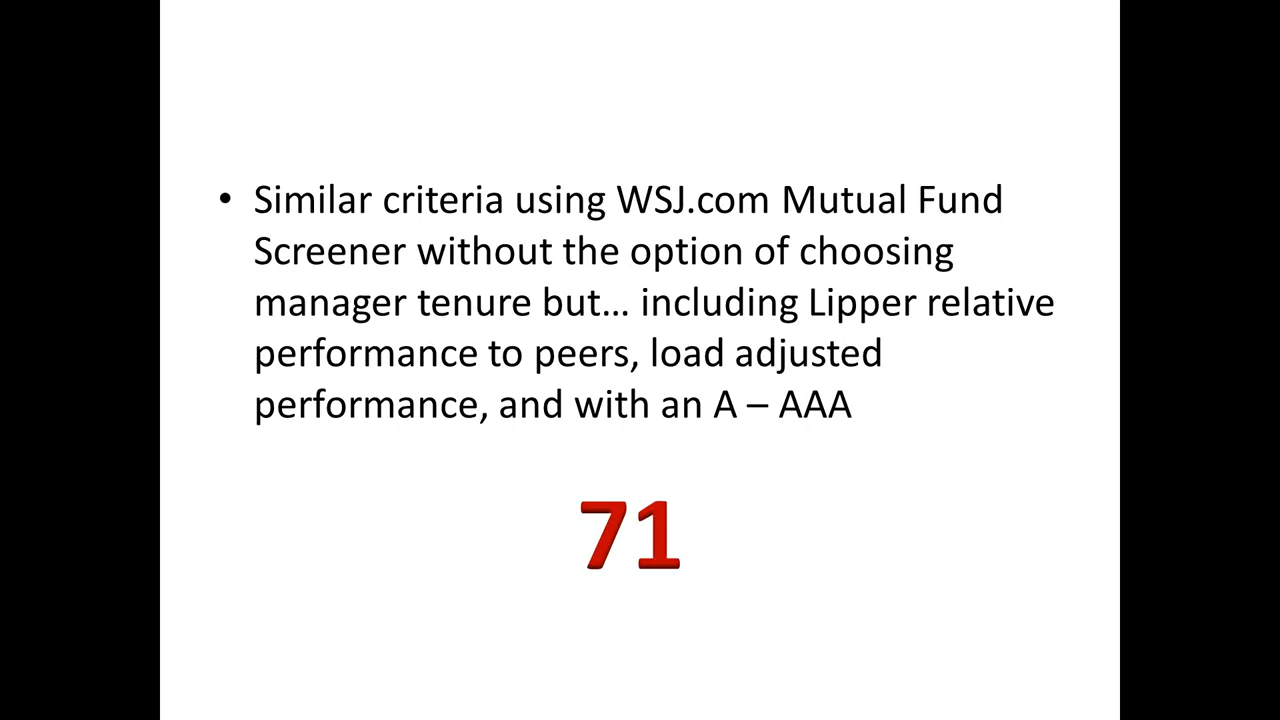 • Similar criteria using WSJ.com Mutual Fund
Screener without the option of choosing
manager tenure but... including Lipper relative
performance to peers, load adjusted
performance, and with an A – AAA
71